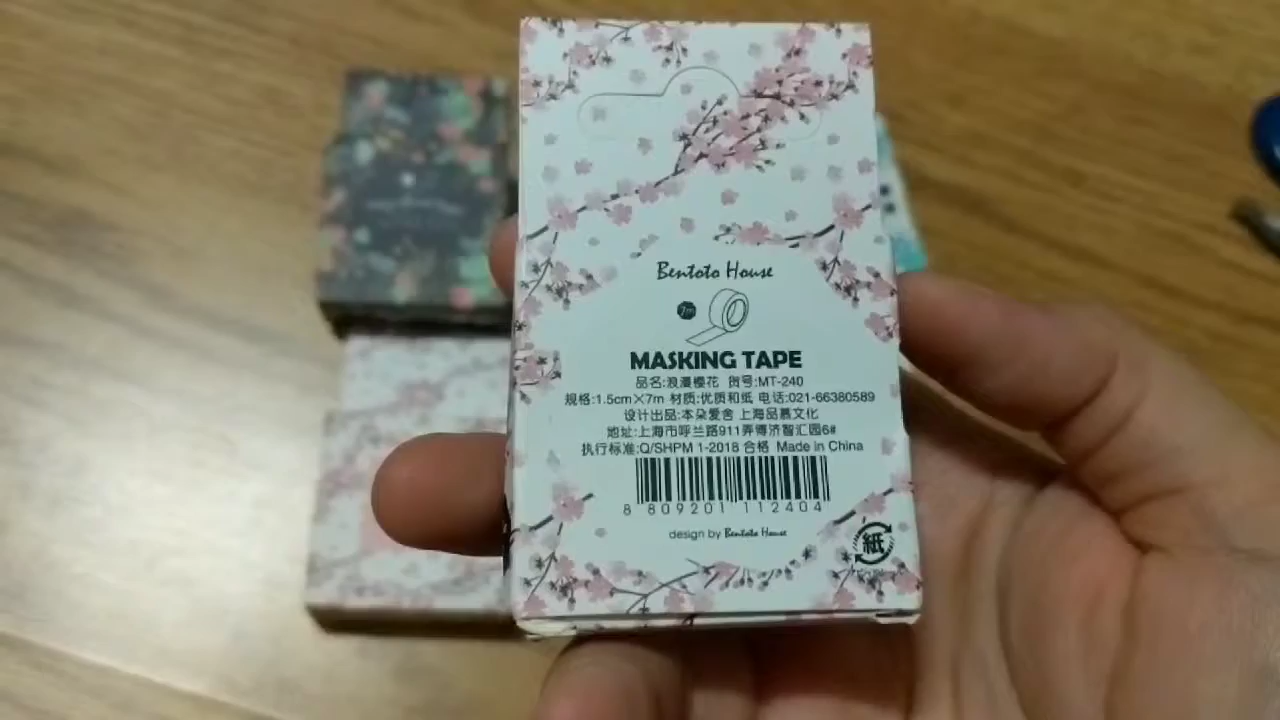 Bentoto House
7m
MASKING TAPE
品名:浪漫樱花 货号:MT-240
规格:1.5cm×7m 材质:优质和纸 电话:021-66380589
设计出品:本朵爱舍 上海品慕文化
地址:上海市呼兰路911弄博济智汇园6#
执行标准:Q/SHPM 1-2018 合格 Made in China
8 809201 112404
design by Bentoto House
紙